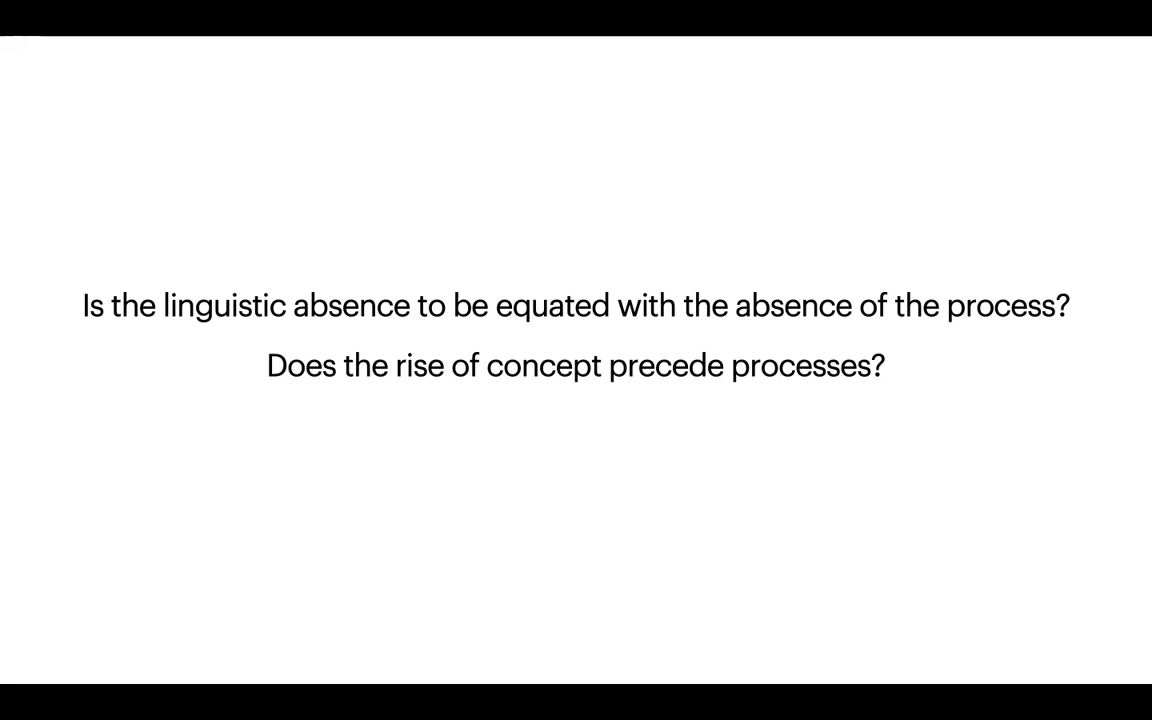 Is the linguistic absence to be equated with the absence of the process?
Does the rise of concept precede processes?